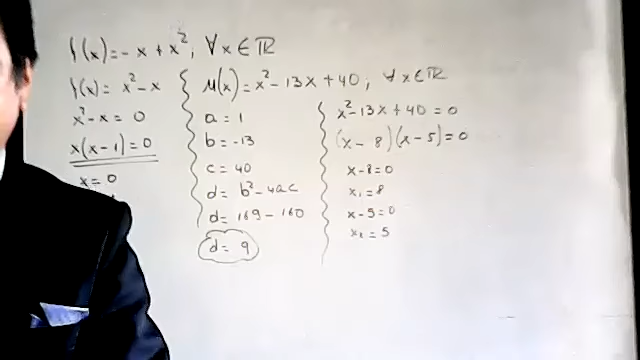 f(x) = -x + x², ∀x∈ℝ
f(x) = x² - x
x² - x = 0
x(x-1) = 0
x = 0
μ(x) = x² - 13x + 40, ∀x∈ℝ
a = 1
b = -13
c = 40
d = b² - 4ac
d = 169 - 160
d = 9
x² - 13x + 40 = 0
(x - 8)(x - 5) = 0
x - 8 = 0
x₁ = 8
x - 5 = 0
x₂ = 5